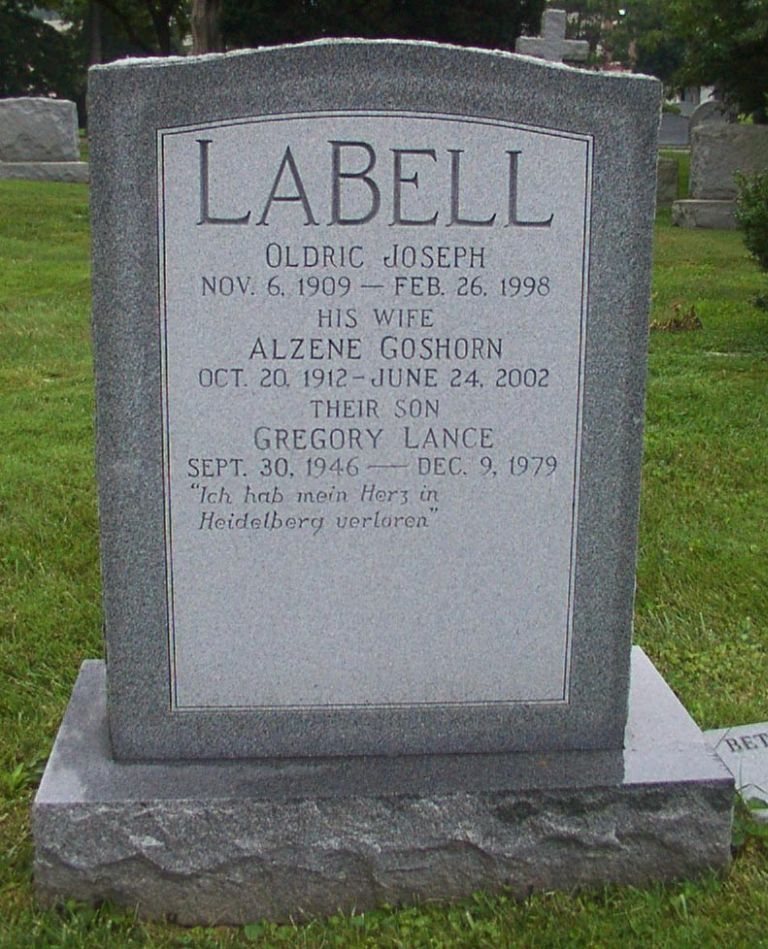 LABELL
OLDRIC JOSEPH
NOV. 6, 1909 — FEB. 26, 1998
HIS WIFE
ALZENE GOSHORN
OCT. 20, 1912 - JUNE 24, 2002
THEIR SON
GREGORY LANCE
SEPT. 30, 1946 — DEC. 9, 1979
"Ich hab mein Herz in
Heidelberg verloren"
BET